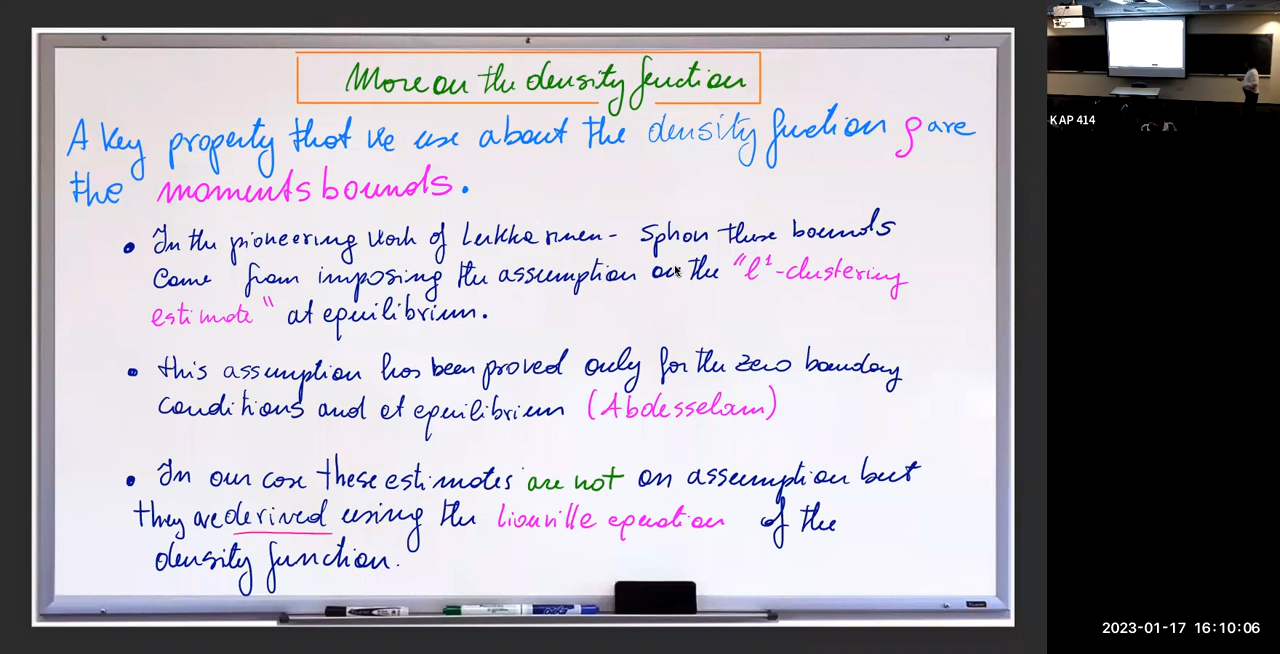 More on the density function
A key property that we use about the density fuction ρ are
the moments bounds.
• In the pioneering work of Lukkarinen - Sphon these bounds
come from imposing the assumption on the "ℓ¹-clustering
estimate" at equilibrium.
• this assumption has been proved only for the zero bounday
conditions and at equilibrium (Abdesselam)
• In our case these estimates are not an assumption but
they are derived using the liouville equation of the
density function.
KAP 414
2023-01-17 16:10:06